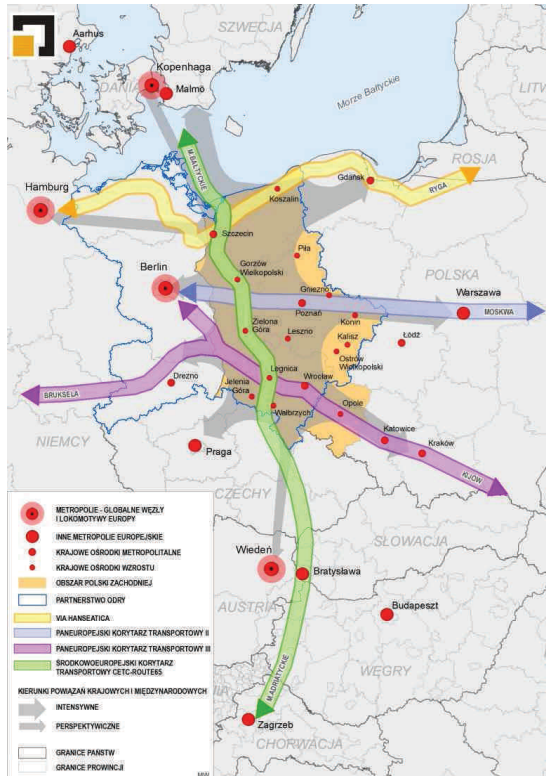 SZWECJA
Aarhus
Kopenhaga
DANIA
Malmö
Morze Bałtyckie
LITW
M.BAŁTYCKIE
ROSJA
Hamburg
Gdańsk
RYGA
Koszalin
Szczecin
Piła
Gorzów
Wielkopolski
POLSKA
Berlin
Gniezno
Warszawa
Poznań
MOSKWA
Konin
Zielona
Góra
Leszno
Kalisz
Łódź
Ostrów
Wielkopolski
Legnica
Drezno
Wrocław
BRUKSELA
Jelenia
Góra
Wałbrzych
Opole
NIEMCY
Katowice
Praga
Kraków
KIJÓW
CZECHY
METROPOLIE - GLOBALNE WĘZŁY
I LOKOMOTYWY EUROPY
INNE METROPOLIE EUROPEJSKIE
KRAJOWE OŚRODKI METROPOLITALNE
KRAJOWE OŚRODKI WZROSTU
OBSZAR POLSKI ZACHODNIEJ
PARTNERSTWO ODRY
VIA HANSEATICA
PANEUROPEJSKI KORYTARZ TRANSPORTOWY II
PANEUROPEJSKI KORYTARZ TRANSPORTOWY III
ŚRODKOWOEUROPEJSKI KORYTARZ
TRANSPORTOWY CETC-ROUTE65
KIERUNKI POWIĄZAŃ KRAJOWYCH I MIĘDZYNARODOWYCH
INTENSYWNE
PERSPEKTYWICZNE
GRANICE PAŃSTW
GRANICE PROWINCJI
SŁOWACJA
Wiedeń
Bratysława
AUSTRIA
Budapeszt
WĘGRY
M.ADRIATYCKIE
Zagrzeb
CHORWACJA